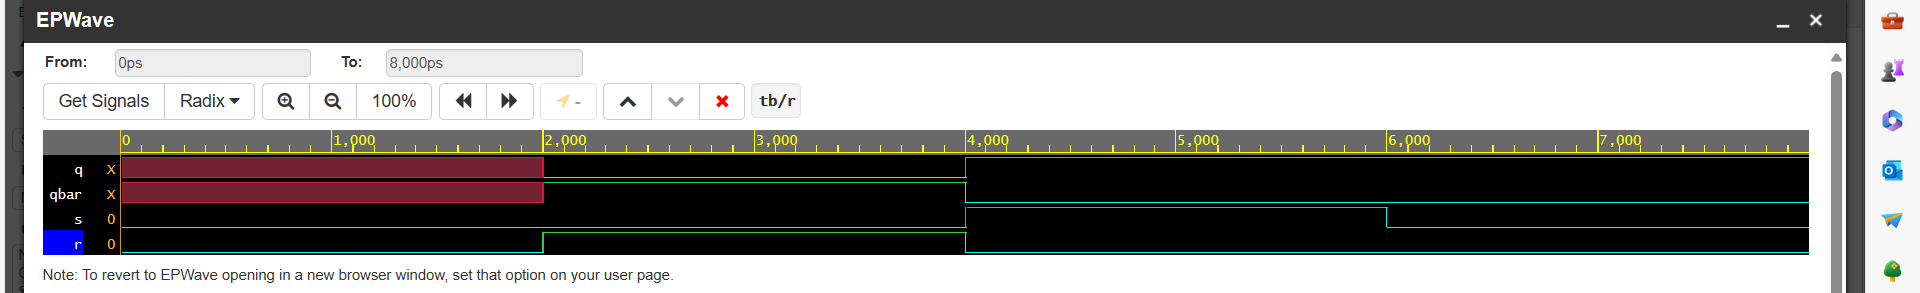 EPWave
From: 0ps To: 8,000ps
Get Signals Radix 100% - tb/r
0 1,000 2,000 3,000 4,000 5,000 6,000 7,000
q X
qbar X
s 0
r 0
Note: To revert to EPWave opening in a new browser window, set that option on your user page.